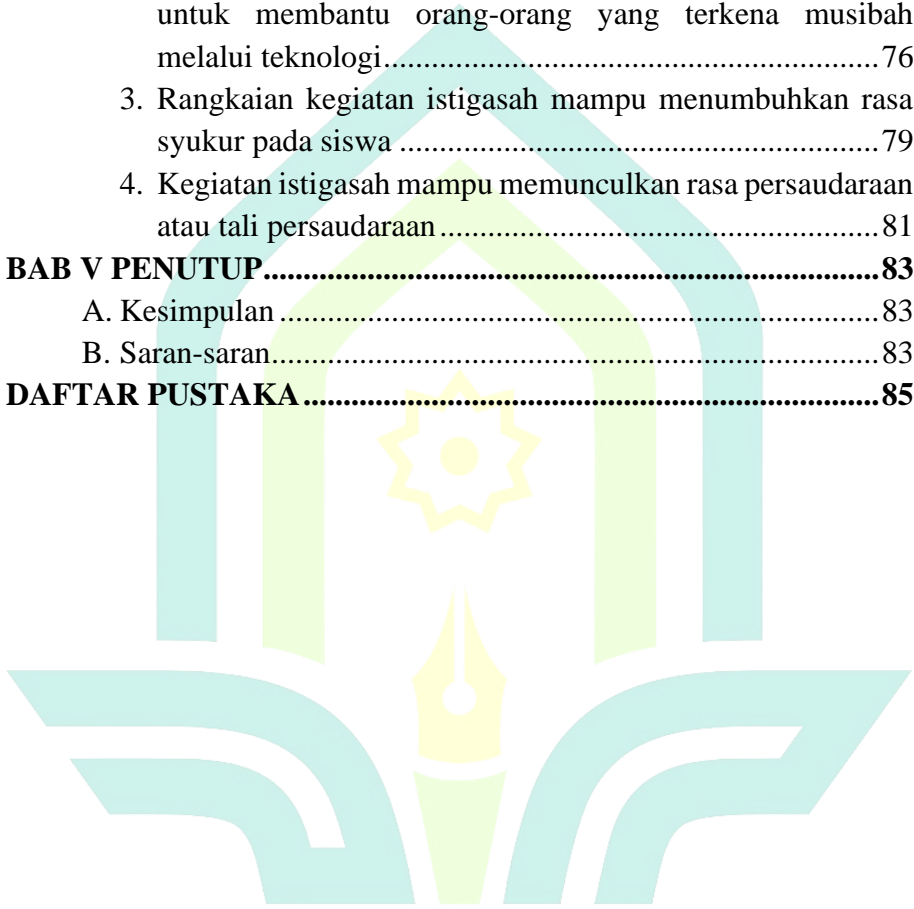 untuk membantu orang-orang yang terkena musibah
melalui teknologi.................................................................76
3. Rangkaian kegiatan istigasah mampu menumbuhkan rasa
syukur pada siswa ...............................................................79
4. Kegiatan istigasah mampu memunculkan rasa persaudaraan
atau tali persaudaraan ..........................................................81
BAB V PENUTUP.................................................................................83
A. Kesimpulan ..............................................................................83
B. Saran-saran...............................................................................83
DAFTAR PUSTAKA ............................................................................85